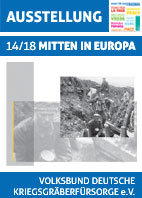 AUSSTELLUNG
14/18 MITTEN IN EUROPA
VOLKSBUND DEUTSCHE
KRIEGSGRÄBERFÜRSORGE e.V.